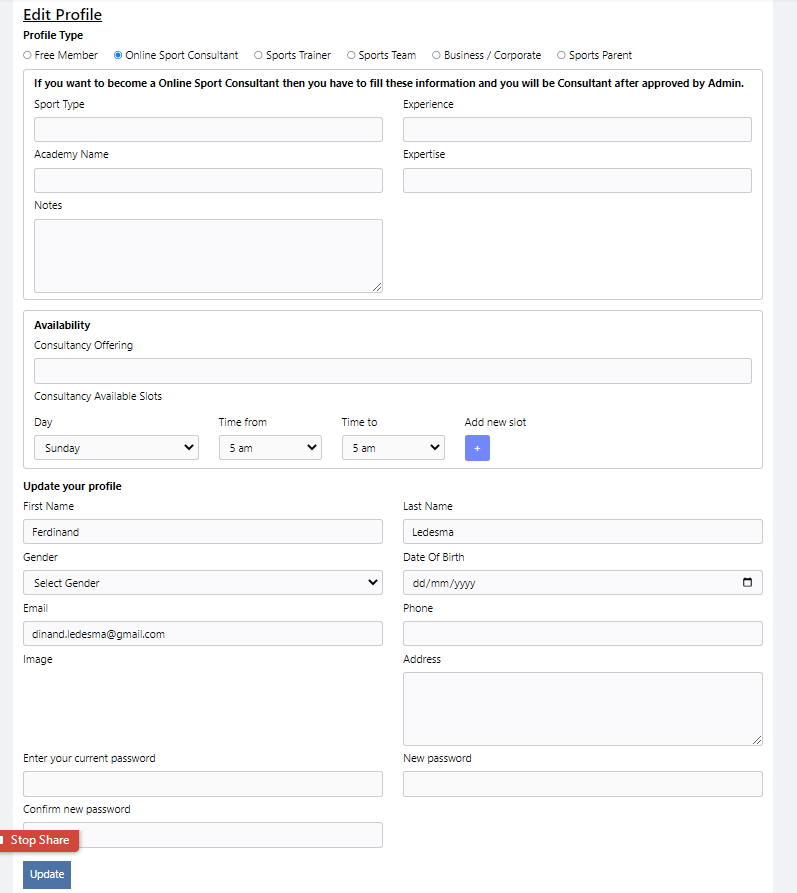 Edit Profile
Profile Type
Free Member Online Sport Consultant Sports Trainer Sports Team Business / Corporate Sports Parent
If you want to become a Online Sport Consultant then you have to fill these information and you will be Consultant after approved by Admin.
Sport Type Experience
Academy Name Expertise
Notes
Availability
Consultancy Offering
Consultancy Available Slots
Day Time from Time to Add new slot
Sunday 5 am 5 am +
Update your profile
First Name Last Name
Ferdinand Ledesma
Gender Date Of Birth
Select Gender dd/mm/yyyy
Email Phone
dinand.ledesma@gmail.com
Image Address
Enter your current password New password
Confirm new password
Stop Share
Update